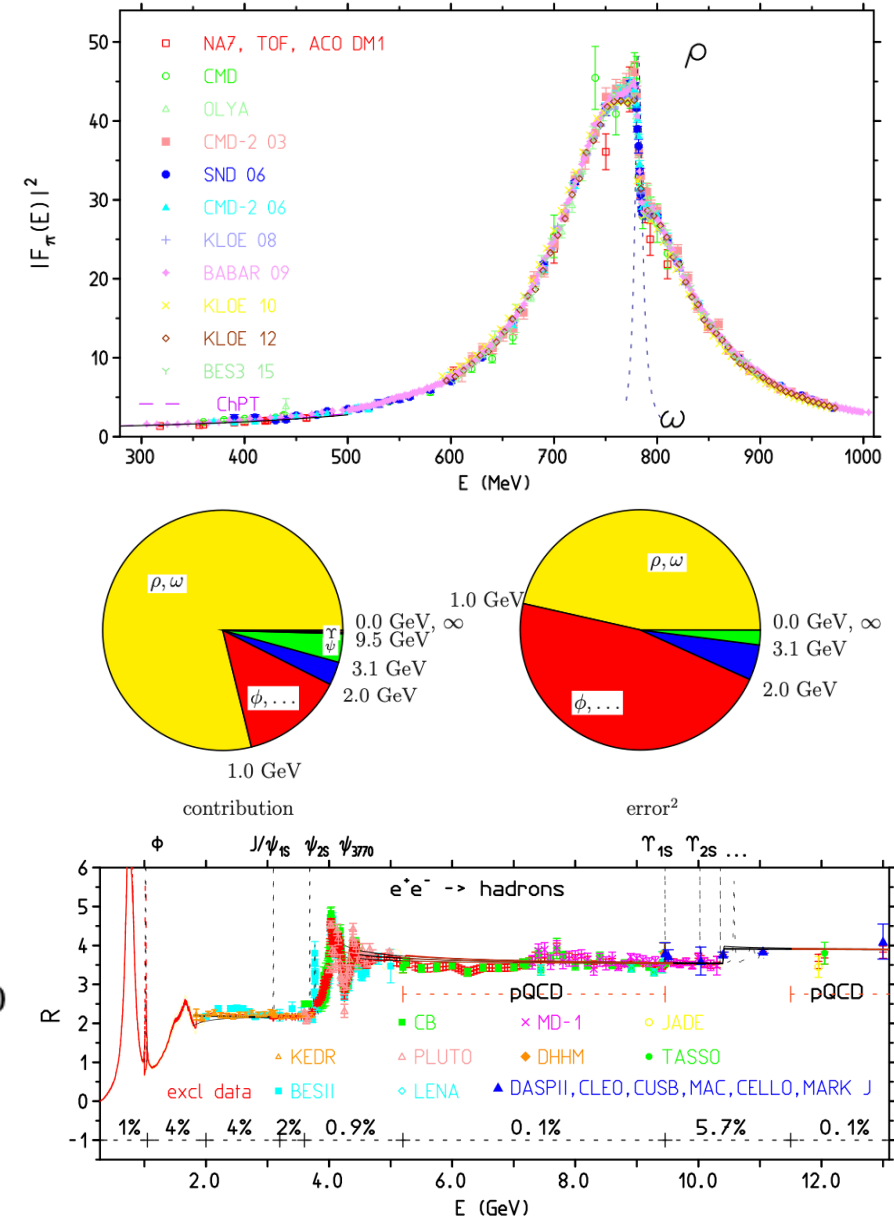 50
40
30
20
10
0
|F_π(E)|²
NA7, TOF, ACO DM1
CMD
OLYA
CMD-2 03
SND 06
CMD-2 06
KLOE 08
BABAR 09
KLOE 10
KLOE 12
BES3 15
ChPT
ρ
ω
300 400 500 600 700 800 900 1000
E (MeV)
ρ, ω
ϕ, . . .
Υ
ψ
0.0 GeV, ∞
9.5 GeV
3.1 GeV
2.0 GeV
1.0 GeV
contribution
ρ, ω
ϕ, . . .
1.0 GeV
0.0 GeV, ∞
3.1 GeV
2.0 GeV
error²
Φ J/ψ1S ψ2S ψ3770 Υ1S Υ2S ...
e⁺e⁻ -> hadrons
6
5
4
3
2
1
0
-1
R
pQCD pQCD
CB MD-1 JADE
KEDR PLUTO DHHM TASSO
excl data BESII LENA DASPII,CLEO,CUSB,MAC,CELLO,MARK J
1% 4% 4% 2% 0.9% 0.1% 5.7% 0.1%
2.0 4.0 6.0 8.0 10.0 12.0
E (GeV)